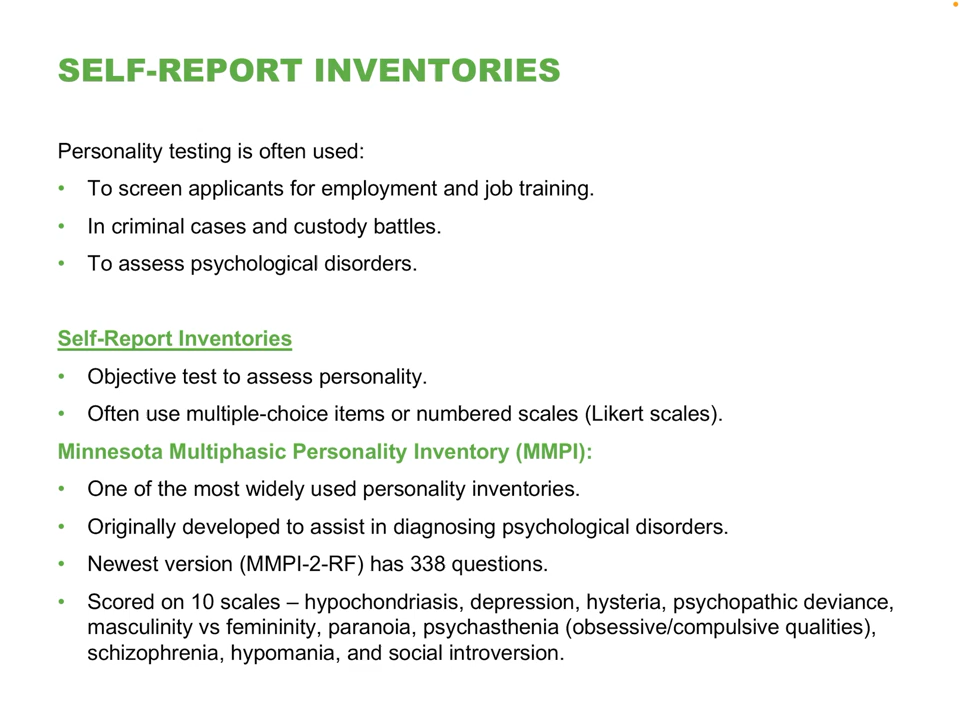 SELF-REPORT INVENTORIES
Personality testing is often used:
• To screen applicants for employment and job training.
• In criminal cases and custody battles.
• To assess psychological disorders.
Self-Report Inventories
• Objective test to assess personality.
• Often use multiple-choice items or numbered scales (Likert scales).
Minnesota Multiphasic Personality Inventory (MMPI):
• One of the most widely used personality inventories.
• Originally developed to assist in diagnosing psychological disorders.
• Newest version (MMPI-2-RF) has 338 questions.
• Scored on 10 scales – hypochondriasis, depression, hysteria, psychopathic deviance,
masculinity vs femininity, paranoia, psychasthenia (obsessive/compulsive qualities),
schizophrenia, hypomania, and social introversion.